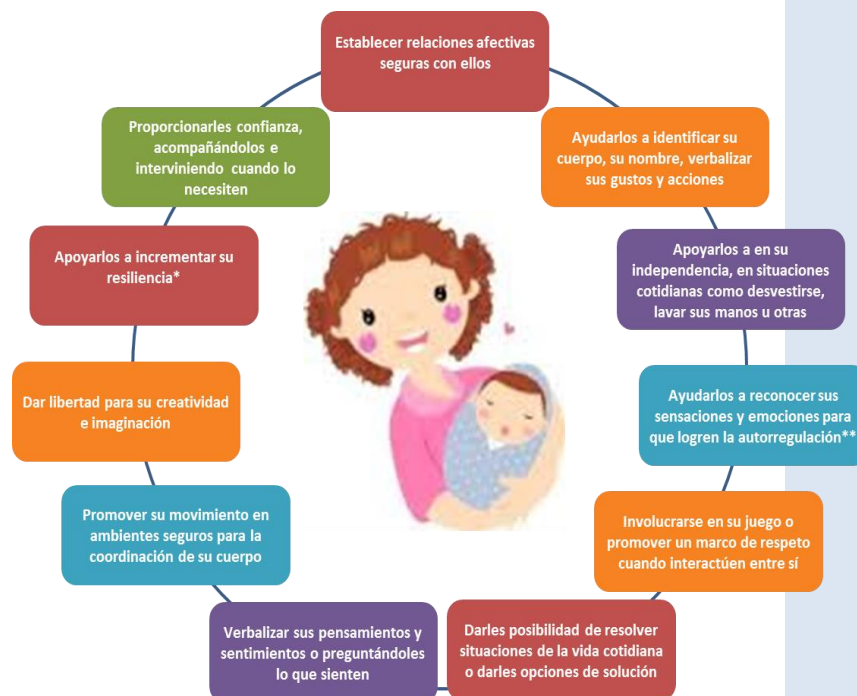 Establecer relaciones afectivas
seguras con ellos
Ayudarlos a identificar su
cuerpo, su nombre, verbalizar
sus gustos y acciones
Apoyarlos a en su
independencia, en situaciones
cotidianas como desvestirse,
lavar sus manos u otras
Ayudarlos a reconocer sus
sensaciones y emociones para
que logren la autorregulación**
Involucrarse en su juego o
promover un marco de respeto
cuando interactúen entre sí
Darles posibilidad de resolver
situaciones de la vida cotidiana
o darles opciones de solución
Verbalizar sus pensamientos y
sentimientos o preguntándoles
lo que sienten
Promover su movimiento en
ambientes seguros para la
coordinación de su cuerpo
Dar libertad para su creatividad
e imaginación
Apoyarlos a incrementar su
resiliencia*
Proporcionarles confianza,
acompañándolos e
interviniendo cuando lo
necesiten